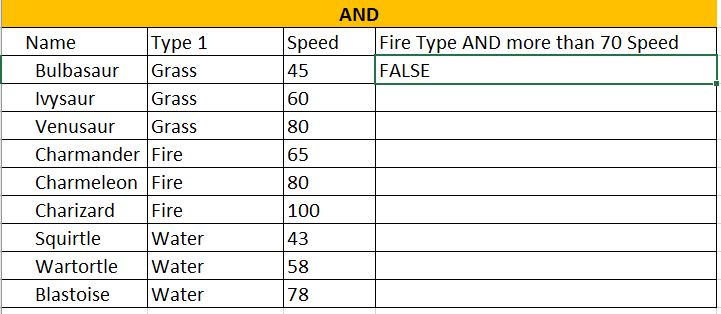 AND
Name Type 1 Speed Fire Type AND more than 70 Speed
Bulbasaur Grass 45 FALSE
Ivysaur Grass 60
Venusaur Grass 80
Charmander Fire 65
Charmeleon Fire 80
Charizard Fire 100
Squirtle Water 43
Wartortle Water 58
Blastoise Water 78